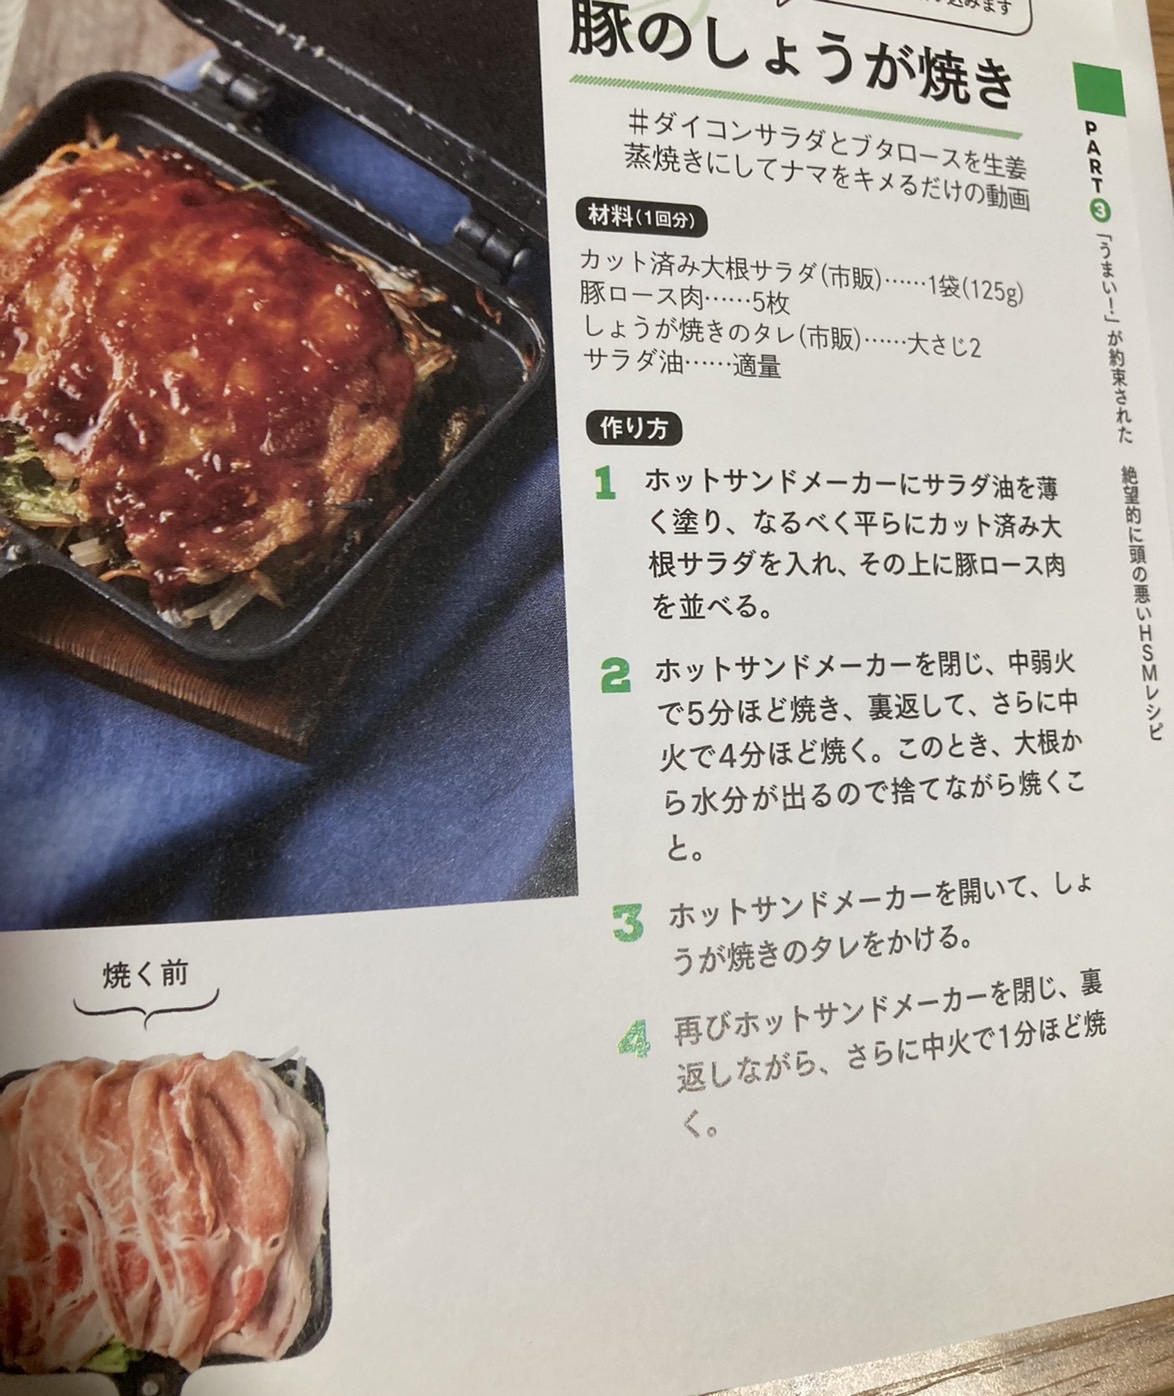 込みます
豚のしょうが焼き
#ダイコンサラダとブタロースを生姜
蒸焼きにしてナマをキメるだけの動画
材料(1回分)
カット済み大根サラダ(市販)……1袋(125g)
豚ロース肉……5枚
しょうが焼きのタレ(市販)……大さじ2
サラダ油……適量
作り方
1 ホットサンドメーカーにサラダ油を薄
く塗り、なるべく平らにカット済み大
根サラダを入れ、その上に豚ロース肉
を並べる。
2 ホットサンドメーカーを閉じ、中弱火
で5分ほど焼き、裏返して、さらに中
火で4分ほど焼く。このとき、大根か
ら水分が出るので捨てながら焼くこ
と。
3 ホットサンドメーカーを開いて、しょ
うが焼きのタレをかける。
4 再びホットサンドメーカーを閉じ、裏
返しながら、さらに中火で1分ほど焼
く。
焼く前
PART3 「うまい!」が約束された 絶望的に頭の悪いHSMレシピ